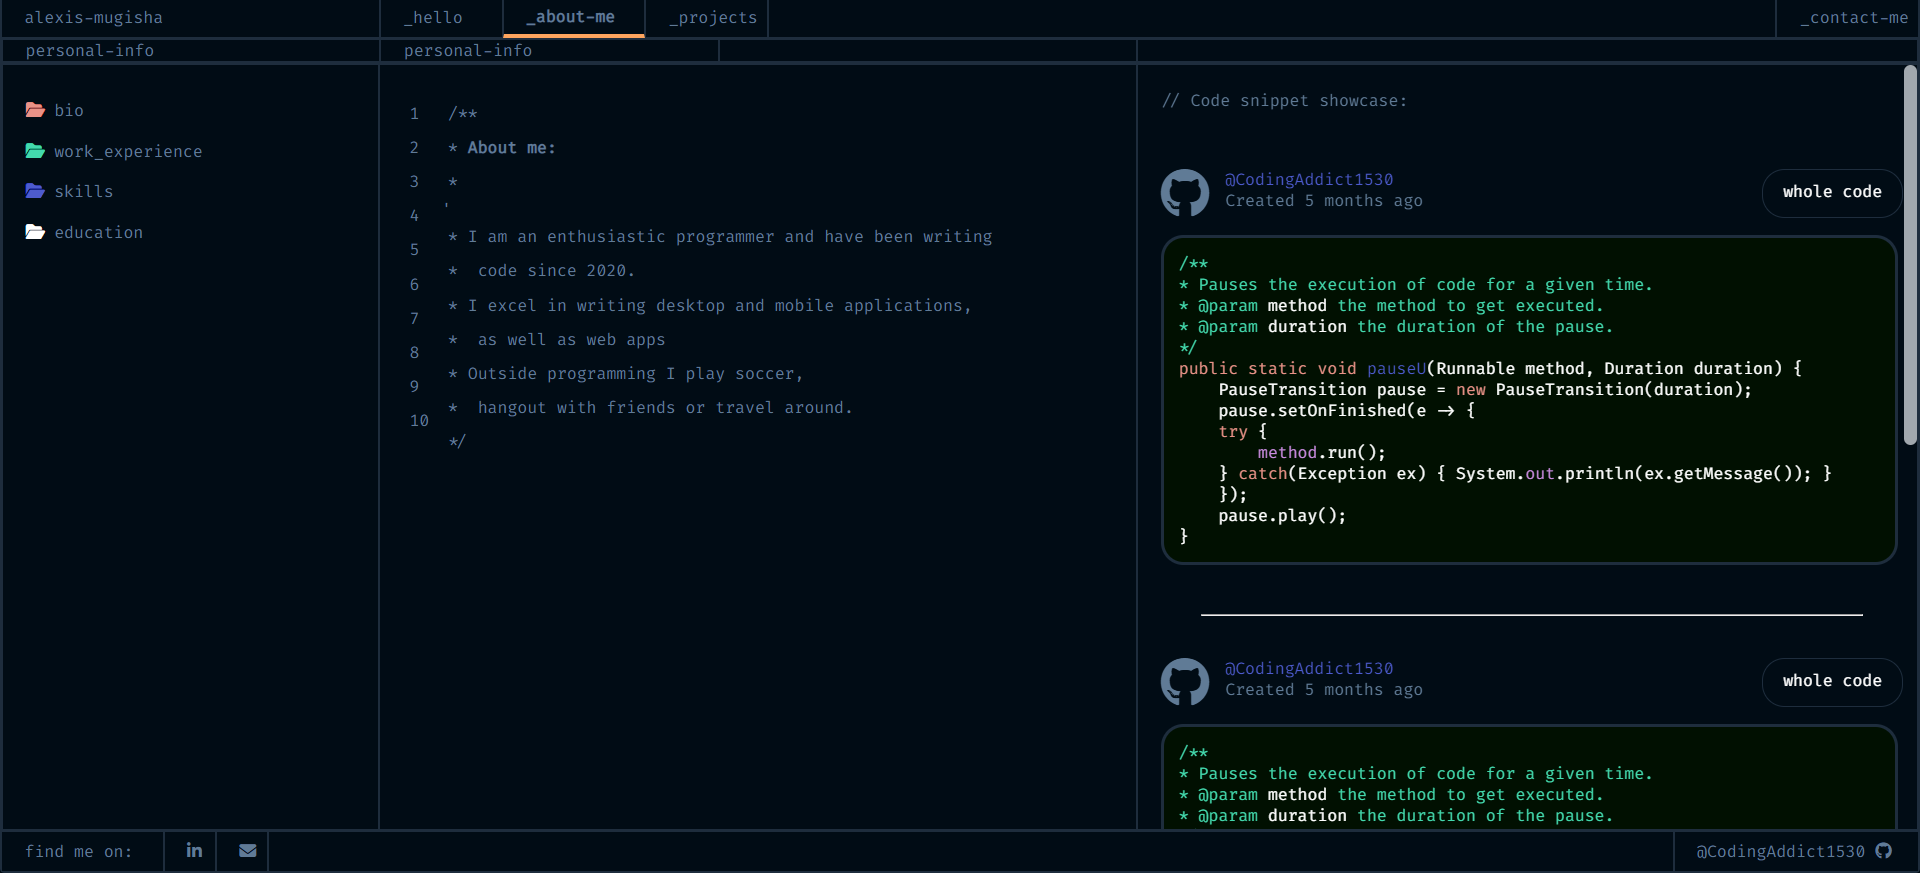 alexis-mugisha
_hello
_about-me
_projects
_contact-me
personal-info
personal-info
bio
work_experience
skills
education
1
2
3
4
5
6
7
8
9
10
/**
* About me:
*
'
* I am an enthusiastic programmer and have been writing
*  code since 2020.
* I excel in writing desktop and mobile applications,
*  as well as web apps
* Outside programming I play soccer,
*  hangout with friends or travel around.
*/
// Code snippet showcase:
@CodingAddict1530
Created 5 months ago
whole code
/**
* Pauses the execution of code for a given time.
* @param method the method to get executed.
* @param duration the duration of the pause.
*/
public static void pauseU(Runnable method, Duration duration) {
    PauseTransition pause = new PauseTransition(duration);
    pause.setOnFinished(e -> {
    try {
        method.run();
    } catch(Exception ex) { System.out.println(ex.getMessage()); }
    });
    pause.play();
}
@CodingAddict1530
Created 5 months ago
whole code
/**
* Pauses the execution of code for a given time.
* @param method the method to get executed.
* @param duration the duration of the pause.
find me on:
in
@CodingAddict1530